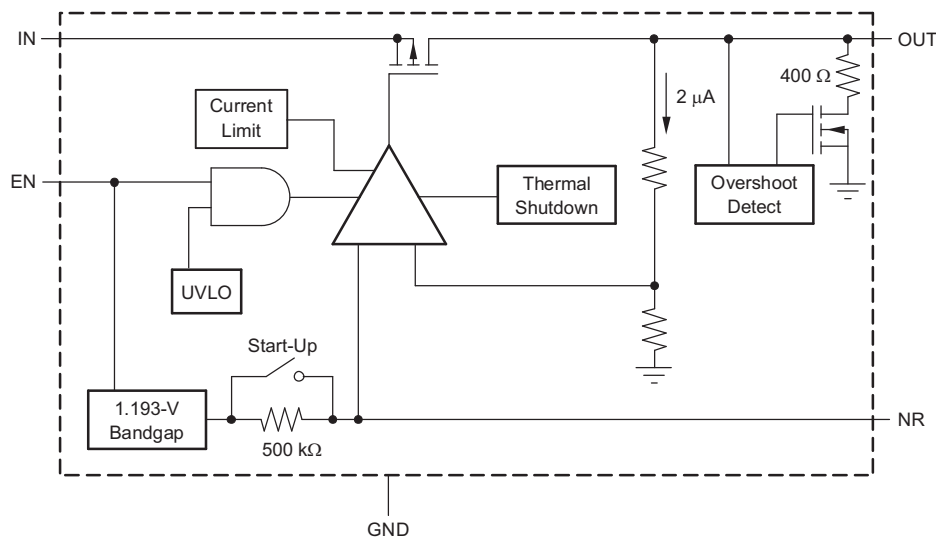 IN
OUT
400 Ω
2 μA
Current
Limit
EN
Thermal
Shutdown
Overshoot
Detect
UVLO
Start-Up
1.193-V
Bandgap
500 kΩ
NR
GND